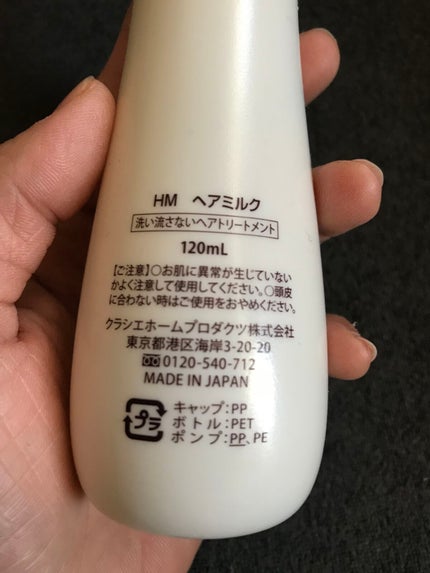 HM ヘアミルク
洗い流さないヘアトリートメント
120mL
【ご注意】○お肌に異常が生じていない
かよく注意して使用してください。○頭皮
に合わない時はご使用をおやめください。
クラシエホームプロダクツ株式会社
東京都港区海岸3-20-20
0120-540-712
MADE IN JAPAN
プラ
キャップ:PP
ボトル:PET
ポンプ:PP、PE